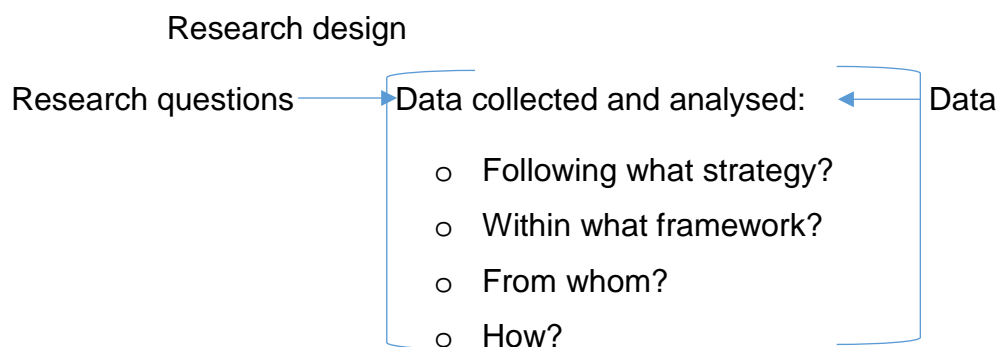 Research design
Research questions Data collected and analysed: Data
o Following what strategy?
o Within what framework?
o From whom?
o How?